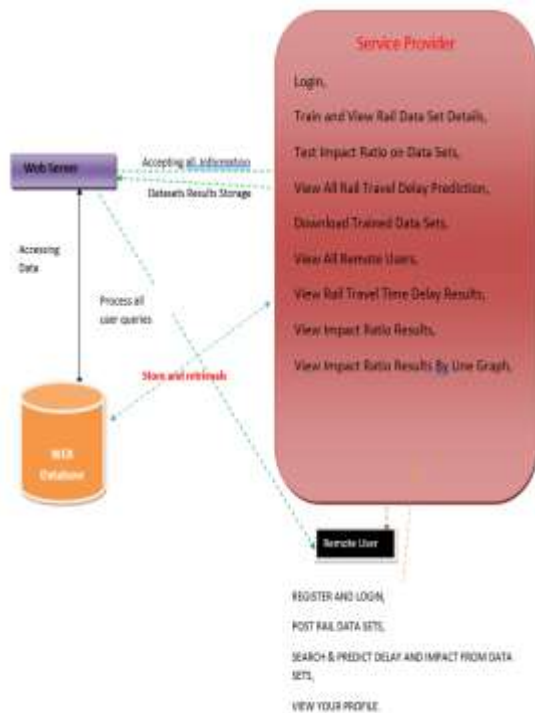 Service Provider
Login,
Train and View Rail Data Set Details,
Test Impact Ratio on Data Sets,
View All Rail Travel Delay Prediction,
Download Trained Data Sets,
View All Remote Users,
View Rail Travel Time Delay Results,
View Impact Ratio Results,
View Impact Ratio Results By Line Graph,
Web Server
Accepting all Information
Datasets Results Storage
Accessing
Data
Process all
user queries
Store and retrievals
WEB
Database
Remote User
REGISTER AND LOGIN,
POST RAIL DATA SETS,
SEARCH & PREDICT DELAY AND IMPACT FROM DATA
SETS,
VIEW YOUR PROFILE.